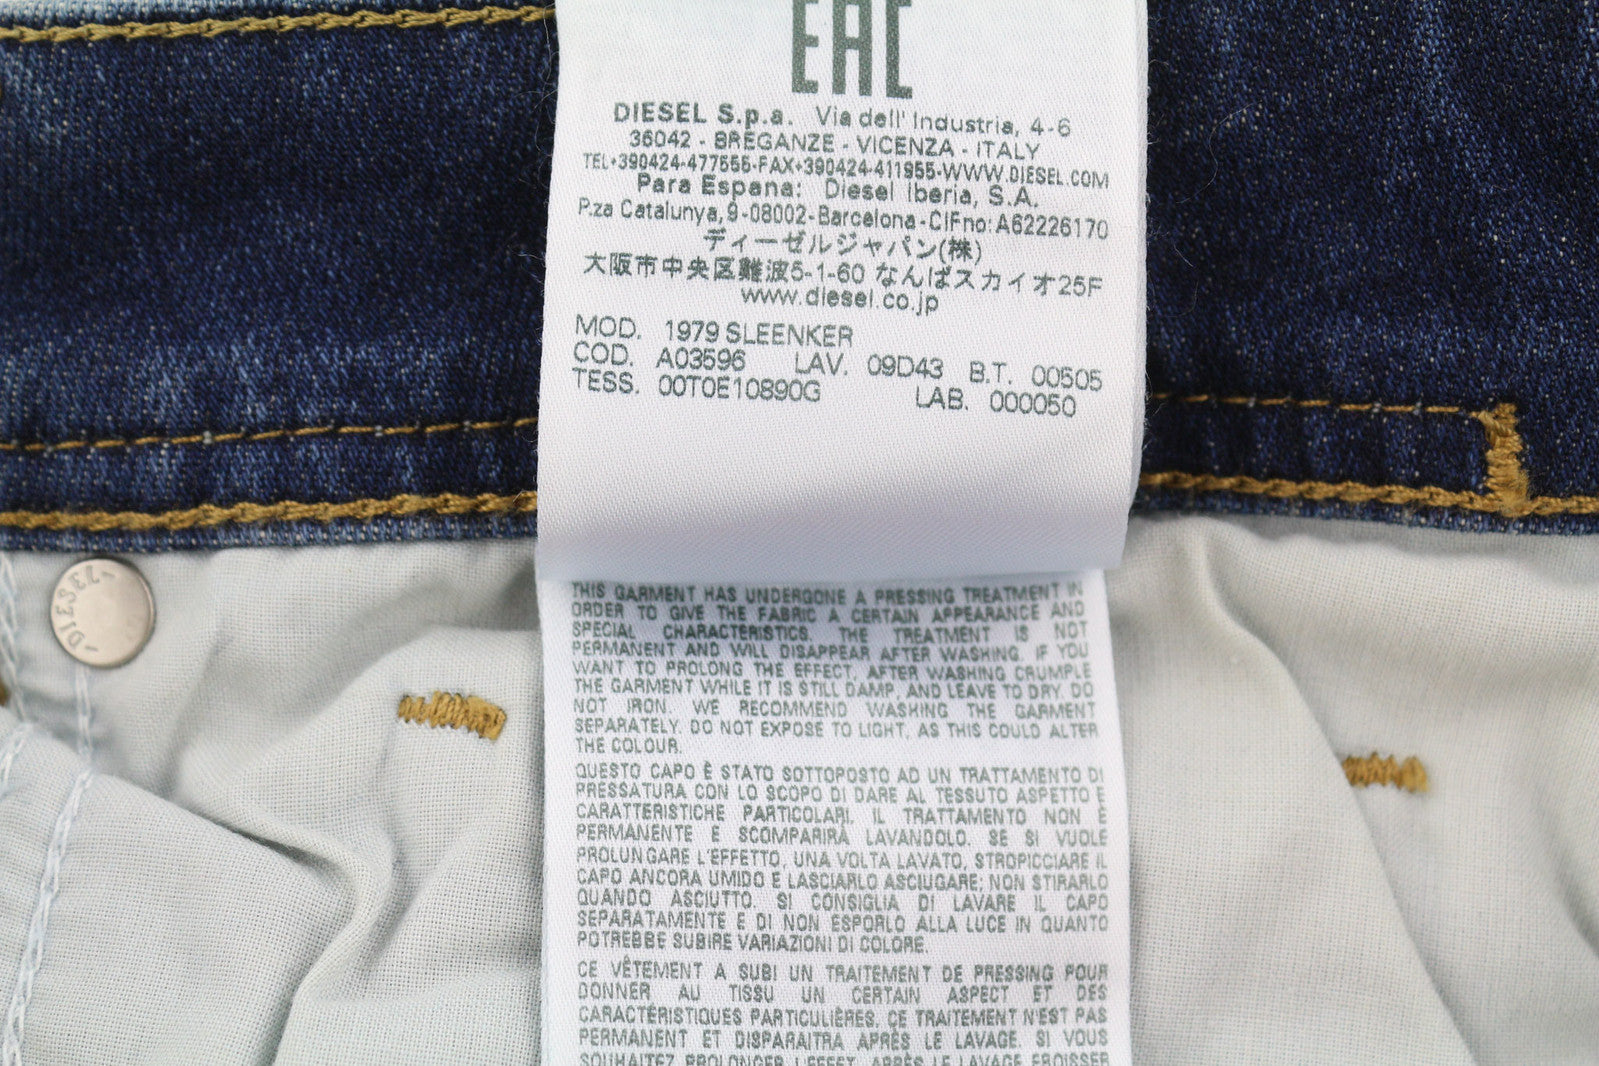 EAC
DIESEL S.p.a. Via dell' Industria, 4-6
36042 - BREGANZE - VICENZA - ITALY
TEL+390424-477555-FAX+390424-411955-WWW.DIESEL.COM
Para Espana: Diesel Iberia, S.A.
P.za Catalunya, 9-08002-Barcelona-CIFno: A62226170
ディーゼルジャパン(株)
大阪市中央区難波5-1-60 なんばスカイオ25F
www.diesel.co.jp
MOD. 1979 SLEENKER
COD. A03596 LAV. 09D43 B.T. 00505
TESS. 00T0E10890G LAB. 000050
DIESEL
THIS GARMENT HAS UNDERGONE A PRESSING TREATMENT IN
ORDER TO GIVE THE FABRIC A CERTAIN APPEARANCE AND
SPECIAL CHARACTERISTICS. THE TREATMENT IS NOT
PERMANENT AND WILL DISAPPEAR AFTER WASHING. IF YOU
WANT TO PROLONG THE EFFECT, AFTER WASHING CRUMPLE
THE GARMENT WHILE IT IS STILL DAMP, AND LEAVE TO DRY. DO
NOT IRON. WE RECOMMEND WASHING THE GARMENT
SEPARATELY. DO NOT EXPOSE TO LIGHT, AS THIS COULD ALTER
THE COLOUR.
QUESTO CAPO È STATO SOTTOPOSTO AD UN TRATTAMENTO DI
PRESSATURA CON LO SCOPO DI DARE AL TESSUTO ASPETTO E
CARATTERISTICHE PARTICOLARI. IL TRATTAMENTO NON È
PERMANENTE E SCOMPARIRÀ LAVANDOLO. SE SI VUOLE
PROLUNGARE L'EFFETTO, UNA VOLTA LAVATO, STROPICCIARE IL
CAPO ANCORA UMIDO E LASCIARLO ASCIUGARE; NON STIRARLO
QUANDO ASCIUTTO. SI CONSIGLIA DI LAVARE IL CAPO
SEPARATAMENTE E DI NON ESPORLO ALLA LUCE IN QUANTO
POTREBBE SUBIRE VARIAZIONI DI COLORE.
CE VÊTEMENT A SUBI UN TRAITEMENT DE PRESSING POUR
DONNER AU TISSU UN CERTAIN ASPECT ET DES
CARACTÉRISTIQUES PARTICULIÈRES. CE TRAITEMENT N'EST PAS
PERMANENT ET DISPARAITRA APRÈS LE LAVAGE. SI VOUS
SOUHAITEZ PROLONGER L'EFFET, APRÈS LE LAVAGE FROISSER